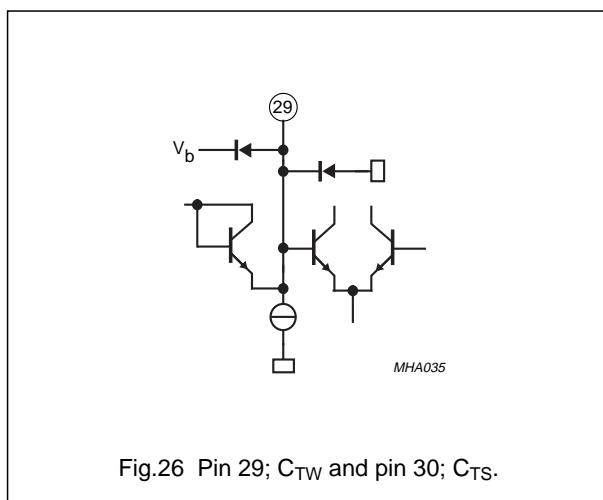 29
V_b
MHA035
Fig.26 Pin 29; C_TW and pin 30; C_TS.